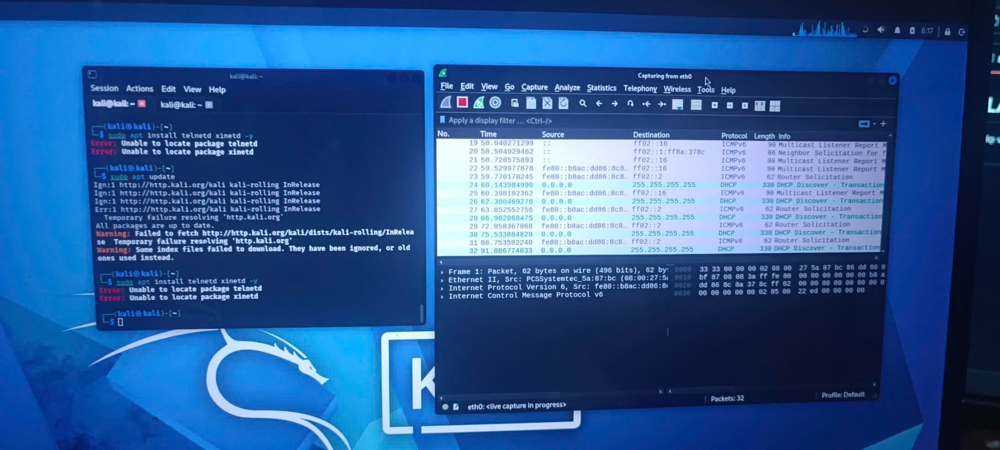 6:17
kali@kali: ~
Session Actions Edit View Help
kali@kali: ~
kali@kali: ~
(kali㉿kali)-[~]
$ sudo apt install telnetd xinetd -y
Error: Unable to locate package telnetd
Error: Unable to locate package xinetd
(kali㉿kali)-[~]
$ sudo apt update
Ign:1 http://http.kali.org/kali kali-rolling InRelease
Ign:1 http://http.kali.org/kali kali-rolling InRelease
Ign:1 http://http.kali.org/kali kali-rolling InRelease
Err:1 http://http.kali.org/kali kali-rolling InRelease
Temporary failure resolving 'http.kali.org'
All packages are up to date.
Warning: Failed to fetch http://http.kali.org/kali/dists/kali-rolling/InRelea
se Temporary failure resolving 'http.kali.org'
Warning: Some index files failed to download. They have been ignored, or old
ones used instead.
(kali㉿kali)-[~]
$ sudo apt install telnetd xinetd -y
Error: Unable to locate package telnetd
Error: Unable to locate package xinetd
(kali㉿kali)-[~]
$
Capturing from eth0
File Edit View Go Capture Analyze Statistics Telephony Wireless Tools Help
Apply a display filter ... <Ctrl-/>
No. Time Source Destination Protocol Length Info
19 58.040271299 :: ff02::16 ICMPv6 90 Multicast Listener Report M
20 58.504929462 :: ff02::1:ff8a:378c ICMPv6 86 Neighbor Solicitation for f
21 58.728575893 :: ff02::16 ICMPv6 90 Multicast Listener Report M
22 59.529977878 fe80::b8ac:dd86:8c8… ff02::16 ICMPv6 90 Multicast Listener Report M
23 59.770178245 fe80::b8ac:dd86:8c8… ff02::2 ICMPv6 62 Router Solicitation
24 60.143984990 0.0.0.0 255.255.255.255 DHCP 330 DHCP Discover - Transaction
25 60.398182362 fe80::b8ac:dd86:8c8… ff02::16 ICMPv6 90 Multicast Listener Report M
26 62.380469276 0.0.0.0 255.255.255.255 DHCP 330 DHCP Discover - Transaction
27 63.852552756 fe80::b8ac:dd86:8c8… ff02::2 ICMPv6 62 Router Solicitation
28 66.982868475 0.0.0.0 255.255.255.255 DHCP 330 DHCP Discover - Transaction
29 72.058367868 fe80::b8ac:dd86:8c8… ff02::2 ICMPv6 62 Router Solicitation
30 75.533884829 0.0.0.0 255.255.255.255 DHCP 330 DHCP Discover - Transaction
31 88.753592240 fe80::b8ac:dd86:8c8… ff02::2 ICMPv6 62 Router Solicitation
32 91.886774033 0.0.0.0 255.255.255.255 DHCP 330 DHCP Discover - Transaction
Frame 1: Packet, 62 bytes on wire (496 bits), 62 by
Ethernet II, Src: PCSSystemtec_5a:87:bc (08:00:27:5a
Internet Protocol Version 6, Src: fe80::b8ac:dd86:8
Internet Control Message Protocol v6
0000 33 33 00 00 00 02 08 00 27 5a 87 bc 86 dd 60 0
0010 bf 87 00 08 3a ff fe 80 00 00 00 00 00 00 b8 a
0020 dd 86 8c 8a 37 8c ff 02 00 00 00 00 00 00 00 0
0030 00 00 00 00 00 02 85 00 22 ed 00 00 00 00
eth0: <live capture in progress>
Packets: 32
Profile: Default
K